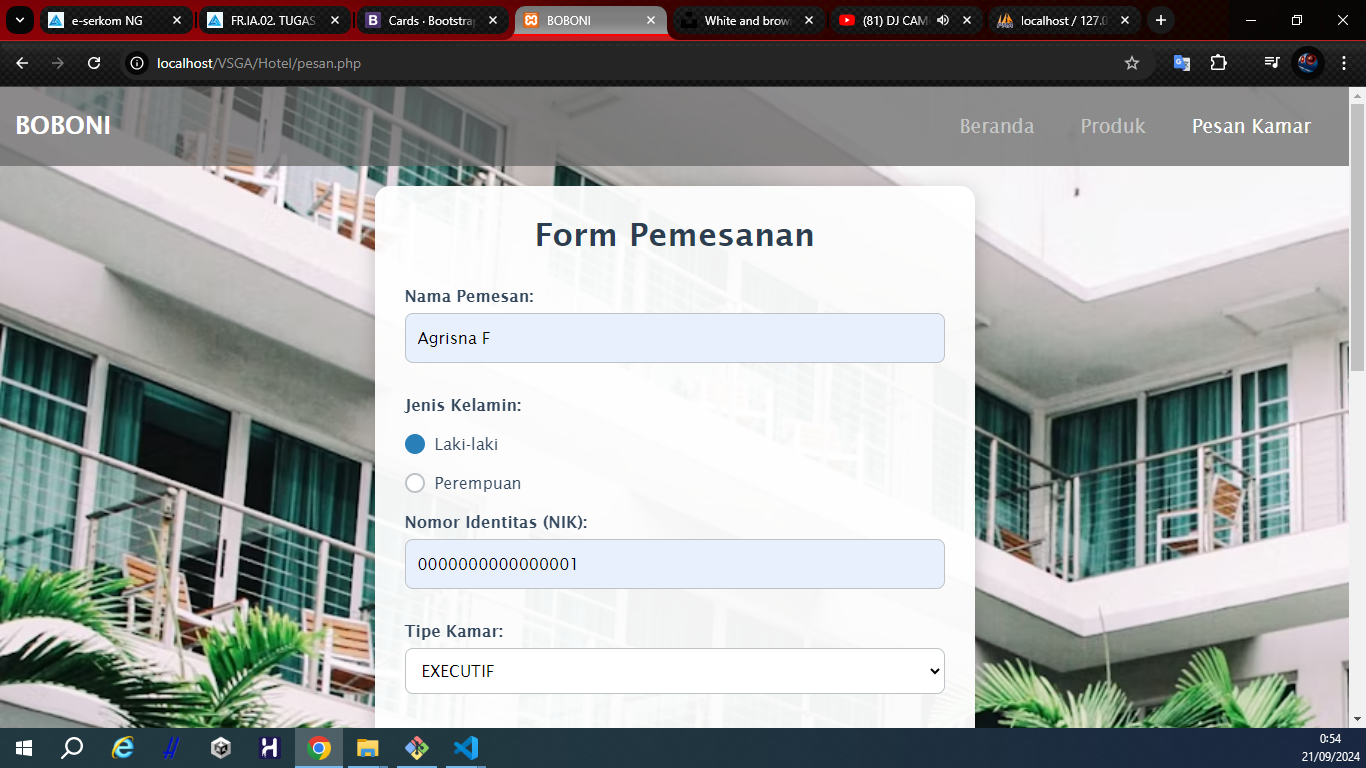 e-serkom NG
FR.IA.02. TUGAS
Cards · Bootstrap
BOBONI
White and brow
(81) DJ CAM
localhost / 127.0
localhost/VSGA/Hotel/pesan.php
BOBONI
Beranda
Produk
Pesan Kamar
Form Pemesanan
Nama Pemesan:
Agrisna F
Jenis Kelamin:
Laki-laki
Perempuan
Nomor Identitas (NIK):
0000000000000001
Tipe Kamar:
EXECUTIF
0:54
21/09/2024